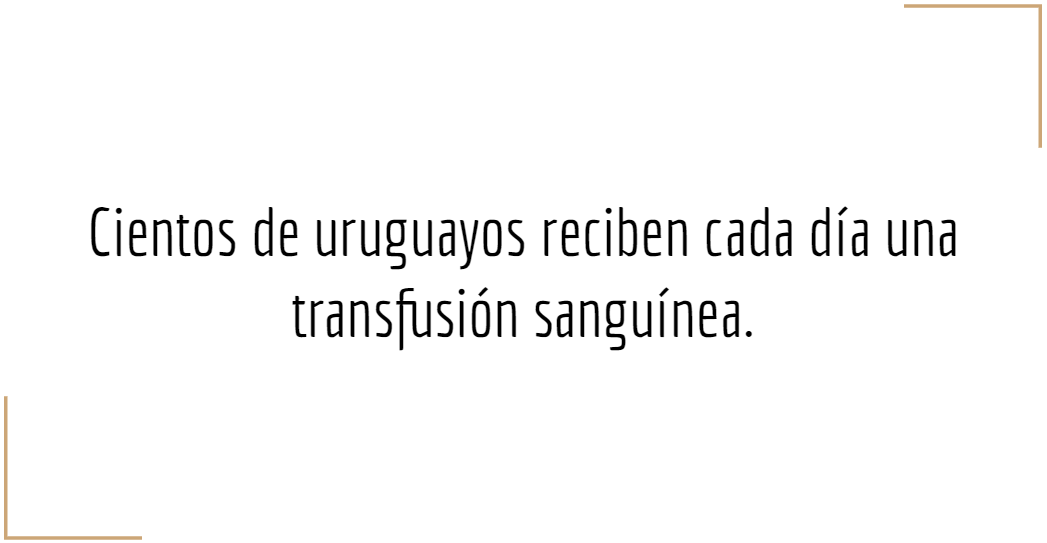 Cientos de uruguayos reciben cada día una
transfusión sanguínea.